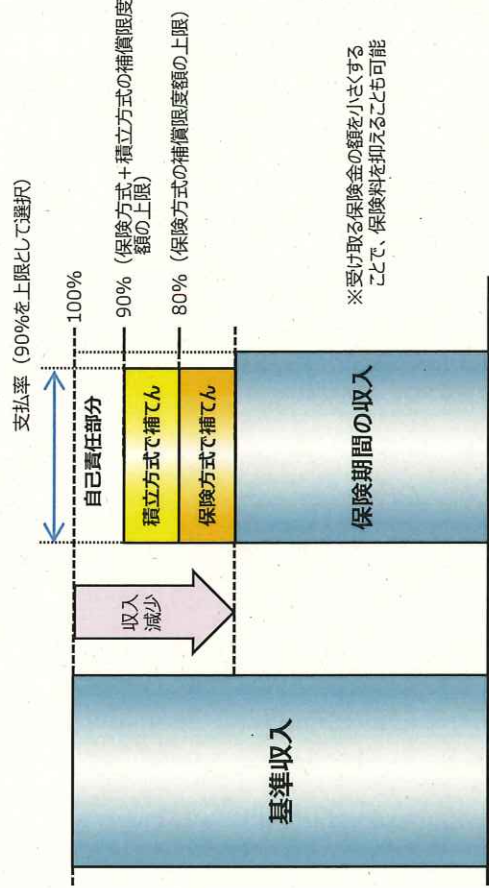 支払率（90%を上限として選択）
100%
自己責任部分
90%（保険方式＋積立方式の補償限度
額の上限）
積立方式で補てん
80%（保険方式の補償限度額の上限）
保険方式で補てん
収入
減少
基準収入
保険期間の収入
※受け取る保険金の額を小さくする
ことで、保険料を抑えることも可能